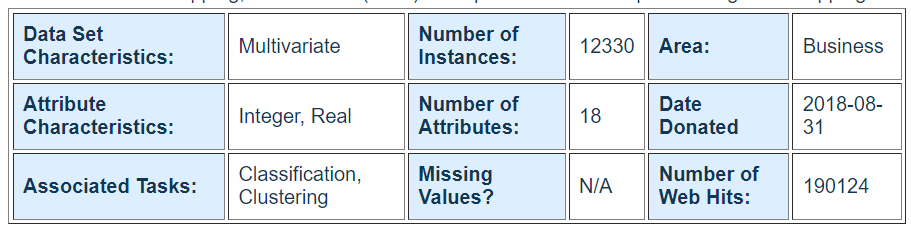 Data Set Characteristics: Multivariate Number of Instances: 12330 Area: Business
Attribute Characteristics: Integer, Real Number of Attributes: 18 Date Donated 2018-08-31
Associated Tasks: Classification, Clustering Missing Values? N/A Number of Web Hits: 190124